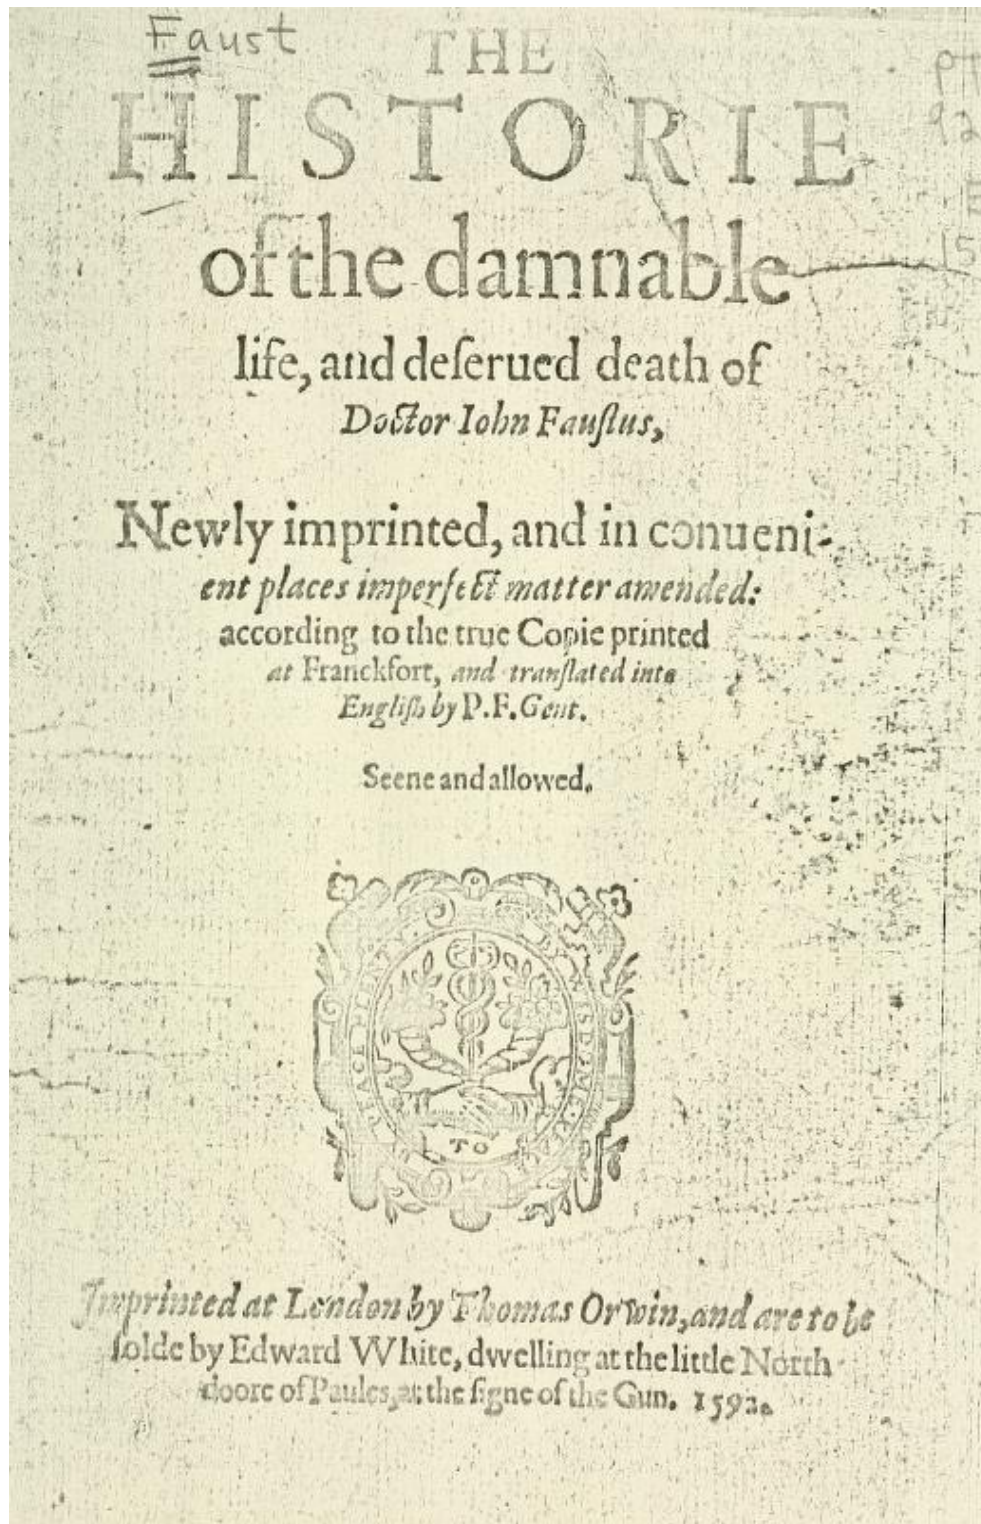 Faust
THE
HISTORIE
of the damnable
life, and deſerued death of
Doctor Iohn Fauſtus,
Newly imprinted, and in conueni-
ent places imperfect matter amended:
according to the true Copie printed
at Franckfort, and tranſlated into
Engliſh by P.F.Gent.
Seene and allowed.
TO
Imprinted at London by Thomas Orwin, and are to be
ſolde by Edward White, dwelling at the little North
doore of Paules, at the ſigne of the Gun. 1592.